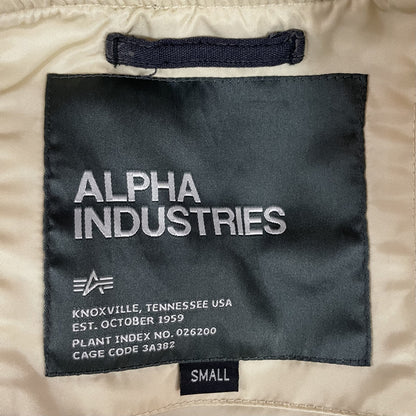 ALPHA
INDUSTRIES
KNOXVILLE, TENNESSEE USA
EST. OCTOBER 1959
PLANT INDEX NO. 026200
CAGE CODE 3A382
SMALL